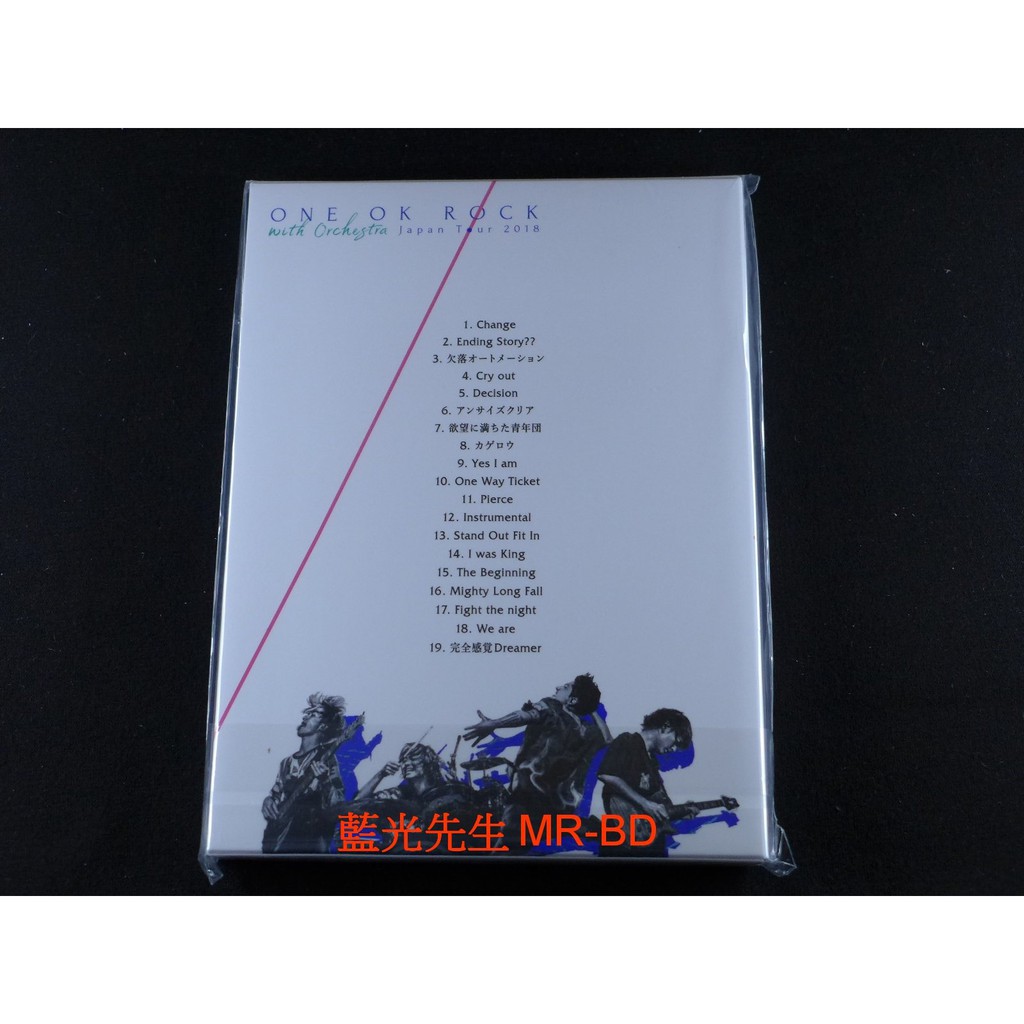 ONE OK ROCK
with Orchestra Japan Tour 2018
1. Change
2. Ending Story??
3. 欠落オートメーション
4. Cry out
5. Decision
6. アンサイズクリア
7. 欲望に満ちた青年団
8. カゲロウ
9. Yes I am
10. One Way Ticket
11. Pierce
12. Instrumental
13. Stand Out Fit In
14. I was King
15. The Beginning
16. Mighty Long Fall
17. Fight the night
18. We are
19. 完全感覚Dreamer
藍光先生 MR-BD